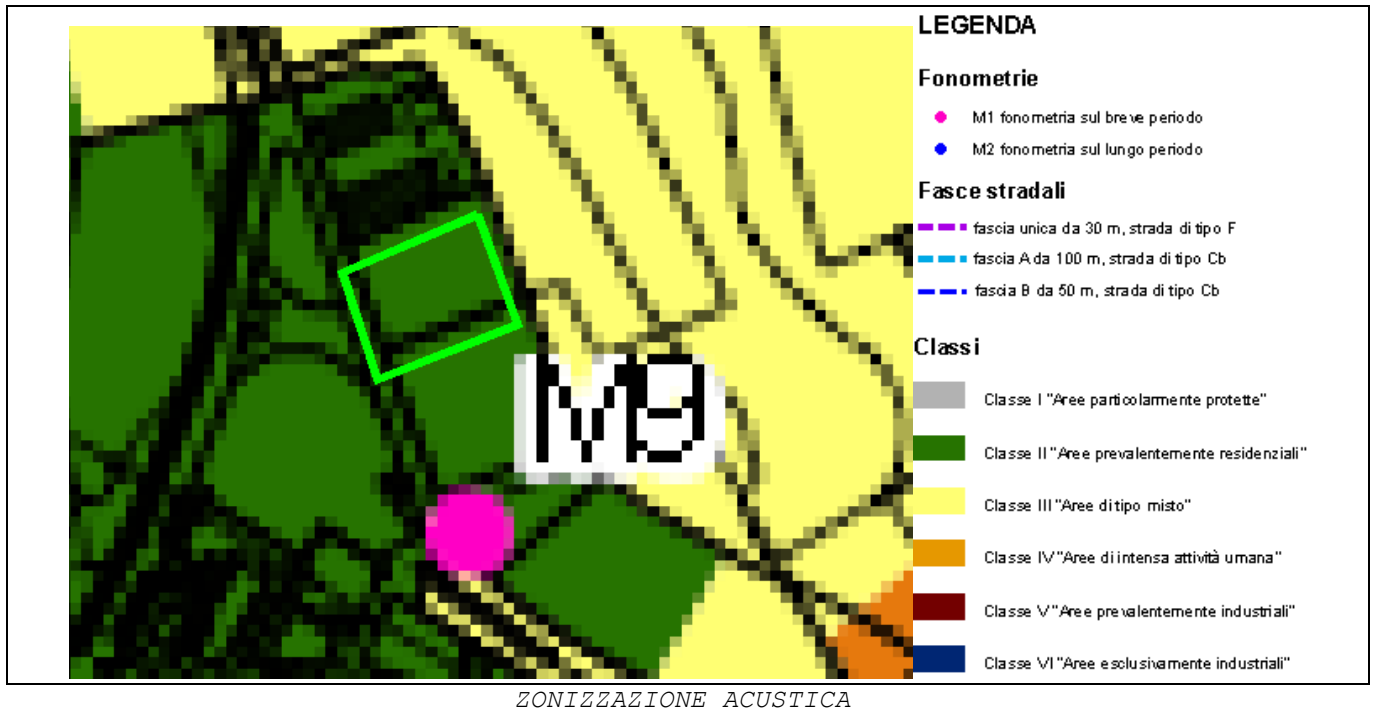 LEGENDA
Fonometrie
M1 fonometria sul breve periodo
M2 fonometria sul lungo periodo
Fasce stradali
fascia unica da 30 m, strada di tipo F
fascia A da 100 m, strada di tipo Cb
fascia B da 50 m, strada di tipo Cb
Classi
Classe I "Aree particolarmente protette"
Classe II "Aree prevalentemente residenziali"
Classe III "Aree di tipo misto"
Classe IV "Aree di intensa attività umana"
Classe V "Aree prevalentemente industriali"
Classe VI "Aree esclusivamente industriali"
ZONIZZAZIONE ACUSTICA